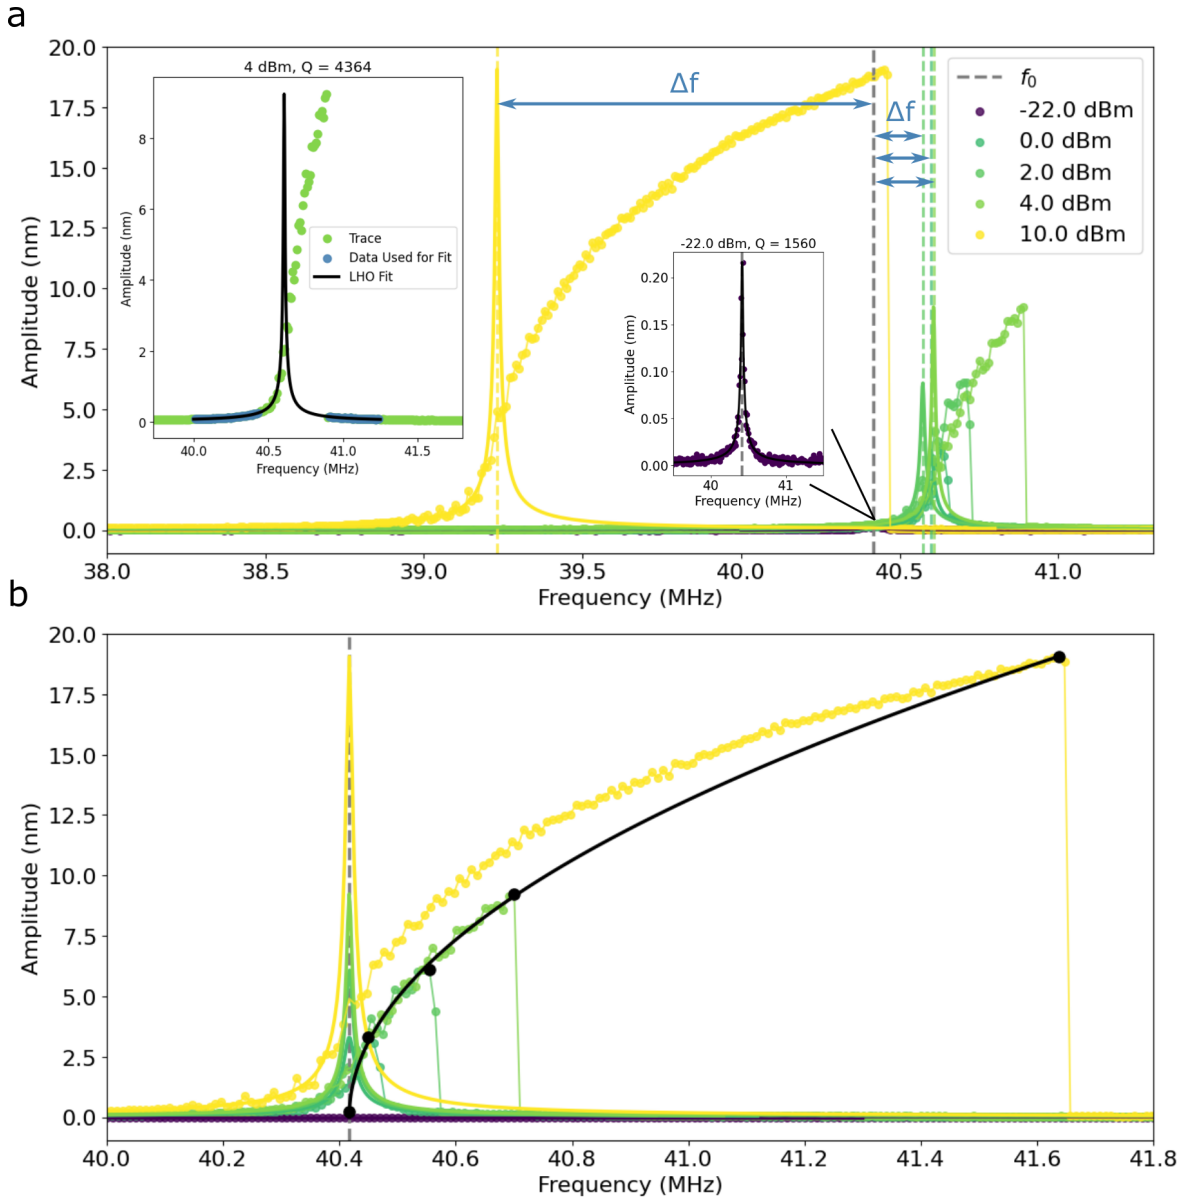 a
20.0
17.5
15.0
12.5
10.0
7.5
5.0
2.5
0.0
Amplitude (nm)
38.0 38.5 39.0 39.5 40.0 40.5 41.0
Frequency (MHz)
Δf
Δf
f0
-22.0 dBm
0.0 dBm
2.0 dBm
4.0 dBm
10.0 dBm
4 dBm, Q = 4364
8
6
4
2
0
Amplitude (nm)
40.0 40.5 41.0 41.5
Frequency (MHz)
Trace
Data Used for Fit
LHO Fit
-22.0 dBm, Q = 1560
0.20
0.15
0.10
0.05
0.00
Amplitude (nm)
40 41
Frequency (MHz)
b
20.0
17.5
15.0
12.5
10.0
7.5
5.0
2.5
0.0
Amplitude (nm)
40.0 40.2 40.4 40.6 40.8 41.0 41.2 41.4 41.6 41.8
Frequency (MHz)